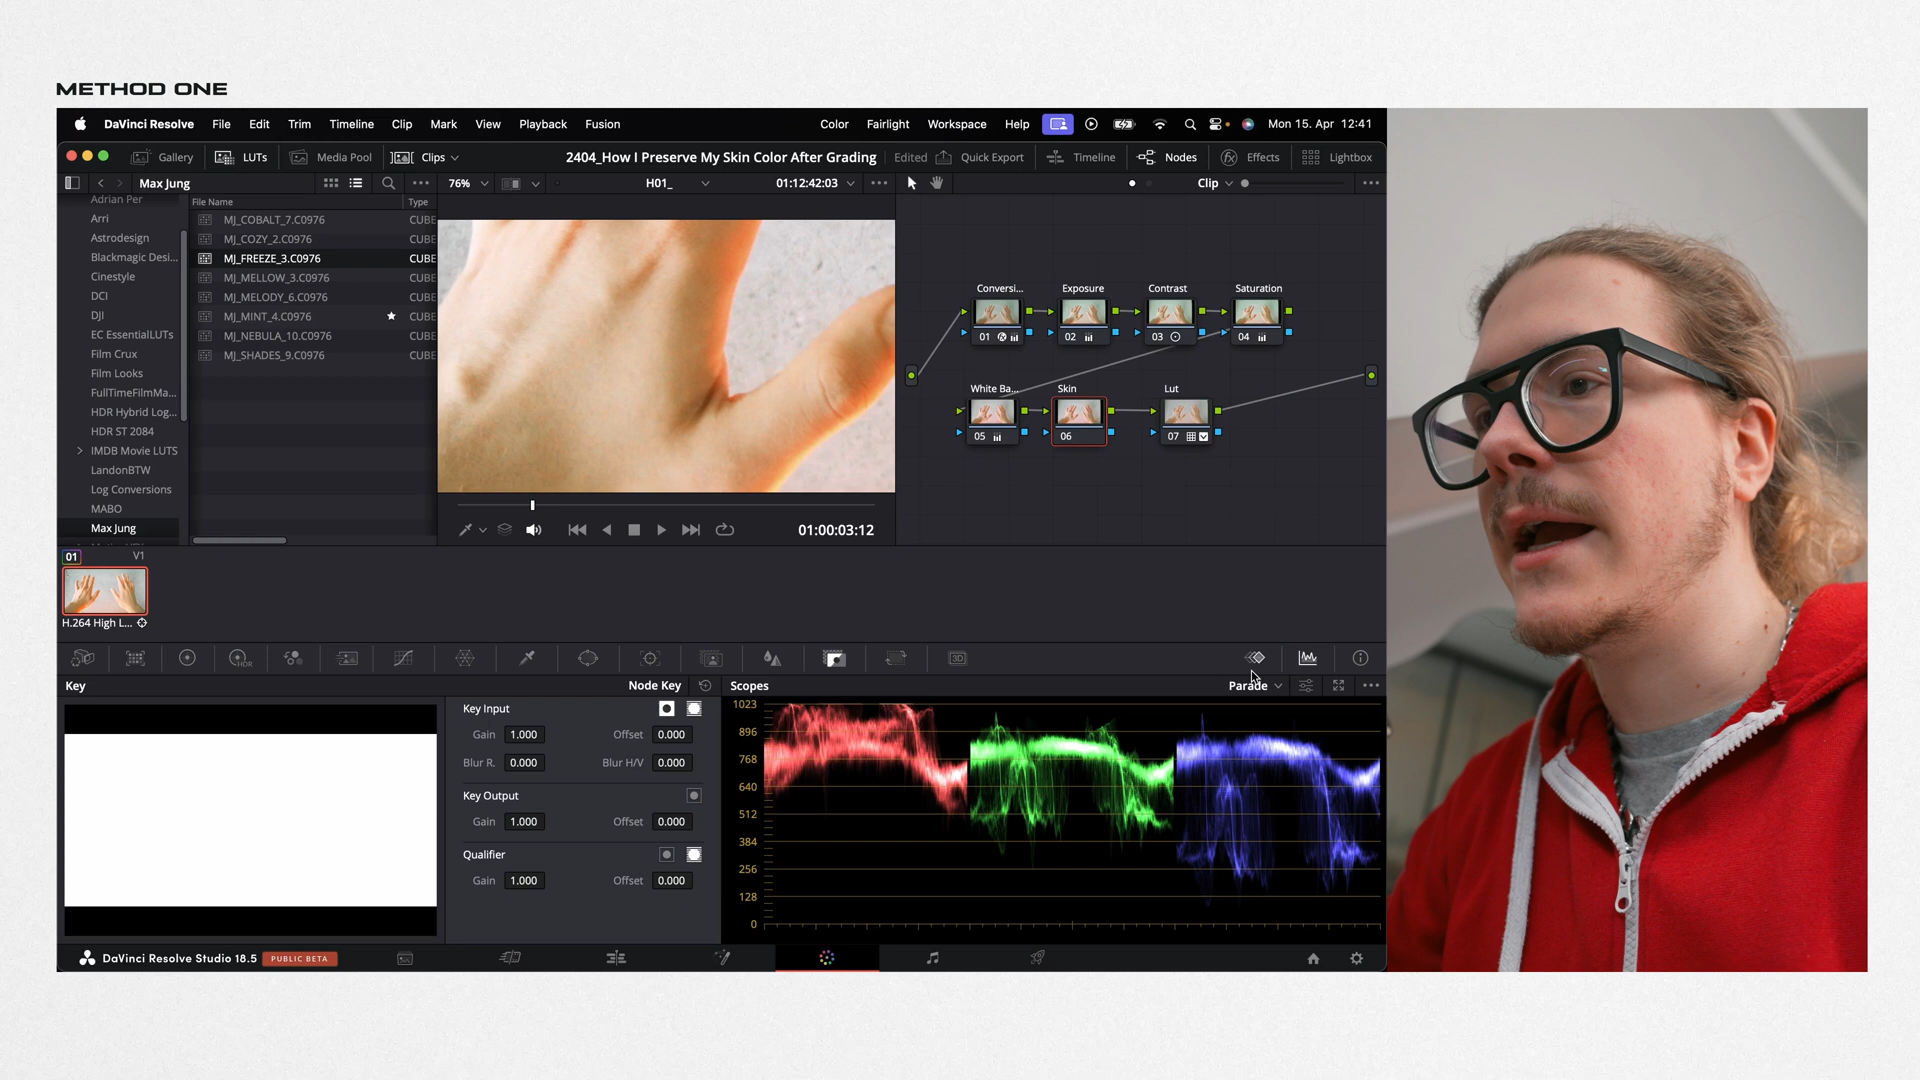 METHOD ONE
DaVinci Resolve File Edit Trim Timeline Clip Mark View Playback Fusion Color Fairlight Workspace Help Mon 15. Apr 12:41
Gallery LUTs Media Pool Clips 2404_How I Preserve My Skin Color After Grading Edited Quick Export Timeline Nodes Effects Lightbox
Max Jung 76% H01_ 01:12:42:03 Clip
File Name Type
Adrian Per
Arri
Astrodesign
Blackmagic Desi...
Cinestyle
DCI
DJI
EC EssentialLUTs
Film Crux
Film Looks
FullTimeFilmMa...
HDR Hybrid Log...
HDR ST 2084
IMDB Movie LUTS
LandonBTW
Log Conversions
MABO
Max Jung
MJ_COBALT_7.C0976 CUBE
MJ_COZY_2.C0976 CUBE
MJ_FREEZE_3.C0976 CUBE
MJ_MELLOW_3.C0976 CUBE
MJ_MELODY_6.C0976 CUBE
MJ_MINT_4.C0976 CUBE
MJ_NEBULA_10.C0976 CUBE
MJ_SHADES_9.C0976 CUBE
Conversi... Exposure Contrast Saturation
01 02 03 04
White Ba... Skin Lut
05 06 07
01:00:03:12
01 V1
H.264 High L...
HDR 3D
Key Node Key Scopes Parade
Key Input
Gain 1.000 Offset 0.000
Blur R. 0.000 Blur H/V 0.000
Key Output
Gain 1.000 Offset 0.000
Qualifier
Gain 1.000 Offset 0.000
1023
896
768
640
512
384
256
128
0
DaVinci Resolve Studio 18.5 PUBLIC BETA